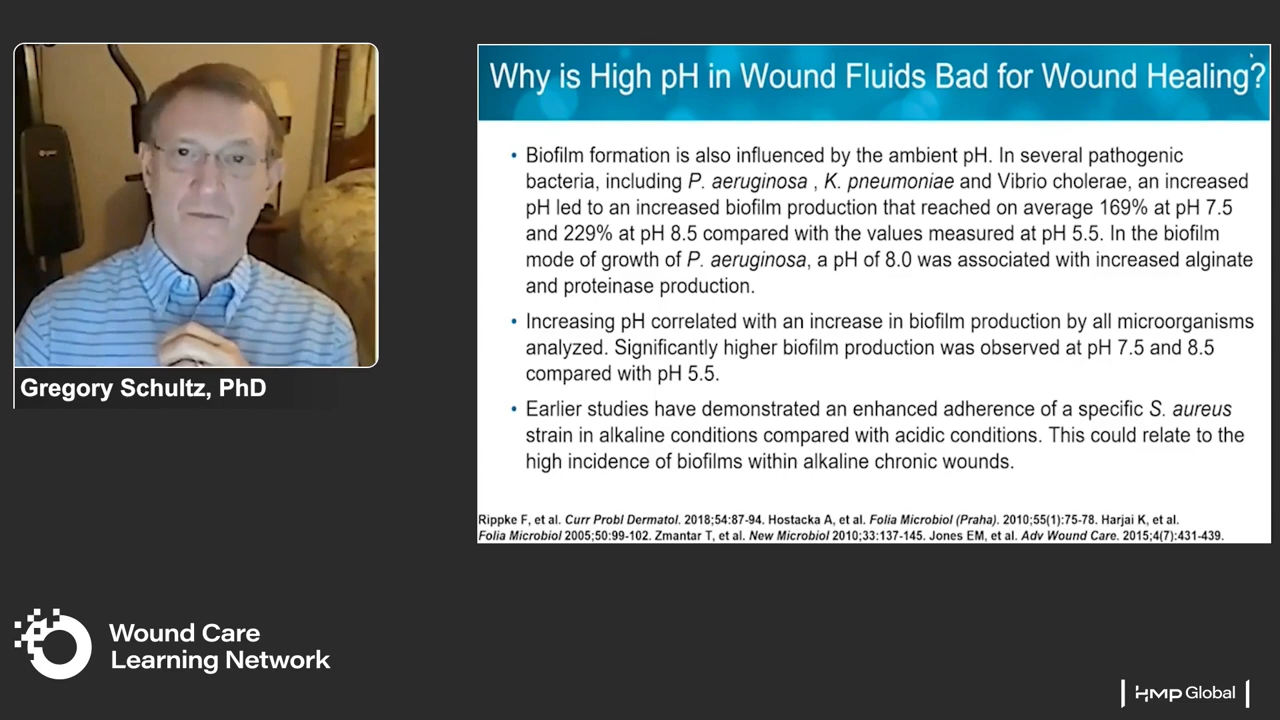 Why is High pH in Wound Fluids Bad for Wound Healing?
• Biofilm formation is also influenced by the ambient pH. In several pathogenic
bacteria, including P. aeruginosa , K. pneumoniae and Vibrio cholerae, an increased
pH led to an increased biofilm production that reached on average 169% at pH 7.5
and 229% at pH 8.5 compared with the values measured at pH 5.5. In the biofilm
mode of growth of P. aeruginosa, a pH of 8.0 was associated with increased alginate
and proteinase production.
• Increasing pH correlated with an increase in biofilm production by all microorganisms
analyzed. Significantly higher biofilm production was observed at pH 7.5 and 8.5
compared with pH 5.5.
• Earlier studies have demonstrated an enhanced adherence of a specific S. aureus
strain in alkaline conditions compared with acidic conditions. This could relate to the
high incidence of biofilms within alkaline chronic wounds.
Rippke F, et al. Curr Probl Dermatol. 2018;54:87-94. Hostacka A, et al. Folia Microbiol (Praha). 2010;55(1):75-78. Harjai K, et al.
Folia Microbiol 2005;50:99-102. Zmantar T, et al. New Microbiol 2010;33:137-145. Jones EM, et al. Adv Wound Care. 2015;4(7):431-439.
Gregory Schultz, PhD
Wound Care
Learning Network
HMP Global